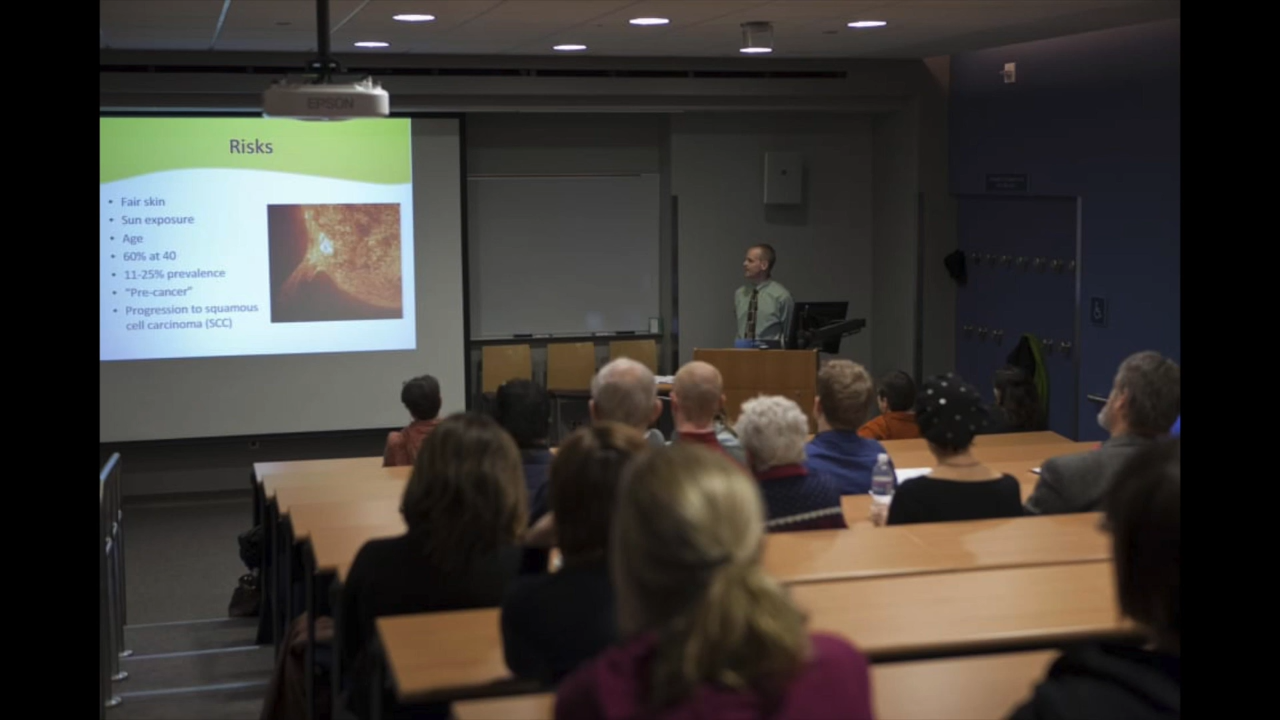 EPSON
Risks
• Fair skin
• Sun exposure
• Age
• 60% at 40
• 11-25% prevalence
• "Pre-cancer"
• Progression to squamous
cell carcinoma (SCC)